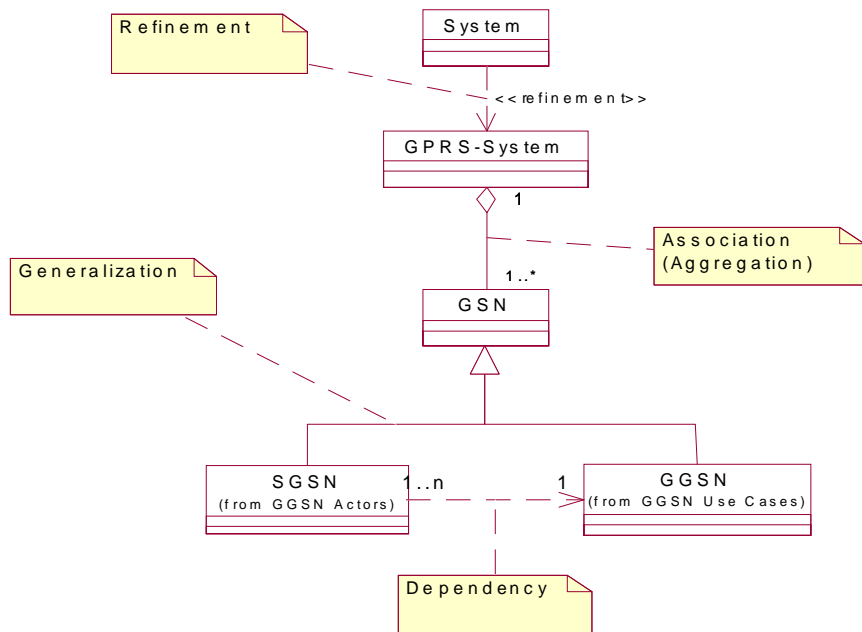 Refinement
System
<<refinement>>
GPRS-System
1
Association
(Aggregation)
Generalization
1..*
GSN
SGSN
(from GGSN Actors)
1..n
1
GGSN
(from GGSN Use Cases)
Dependency